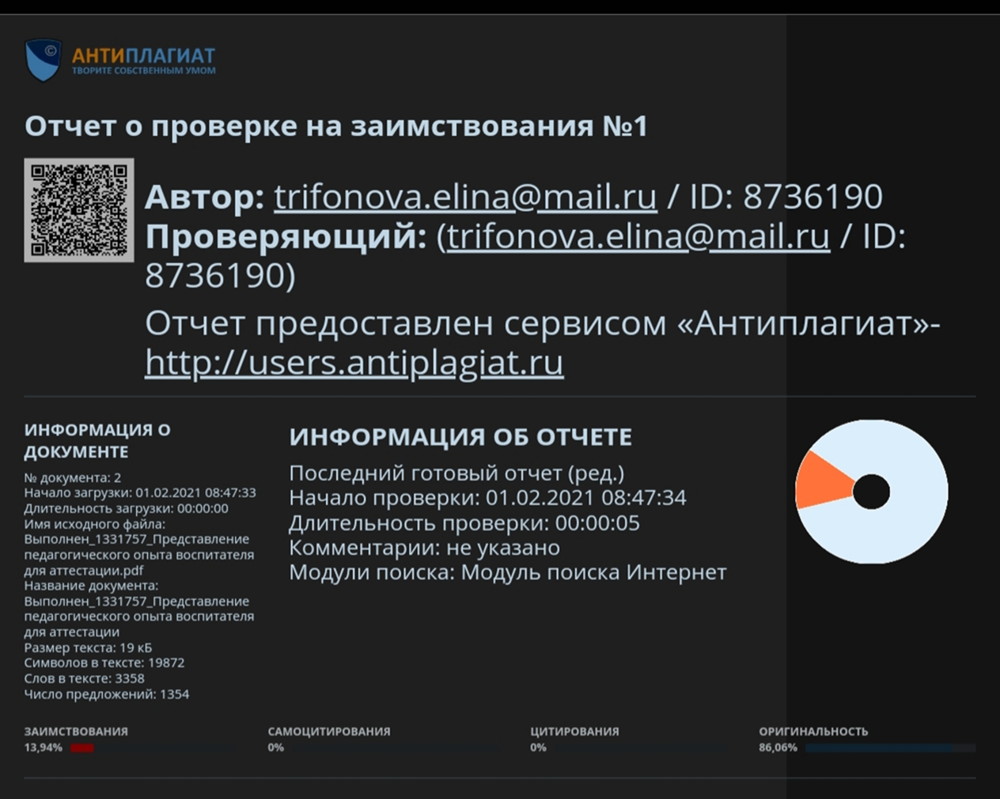 ©
АНТИПЛАГИАТ
ТВОРИТЕ СОБСТВЕННЫМ УМОМ
Отчет о проверке на заимствования №1
Автор: trifonova.elina@mail.ru / ID: 8736190
Проверяющий: (trifonova.elina@mail.ru / ID:
8736190)
Отчет предоставлен сервисом «Антиплагиат»-
http://users.antiplagiat.ru
ИНФОРМАЦИЯ О
ДОКУМЕНТЕ
№ документа: 2
Начало загрузки: 01.02.2021 08:47:33
Длительность загрузки: 00:00:00
Имя исходного файла:
Выполнен_1331757_Представление
педагогического опыта воспитателя
для аттестации.pdf
Название документа:
Выполнен_1331757_Представление
педагогического опыта воспитателя
для аттестации
Размер текста: 19 кБ
Cимволов в тексте: 19872
Слов в тексте: 3358
Число предложений: 1354
ИНФОРМАЦИЯ ОБ ОТЧЕТЕ
Последний готовый отчет (ред.)
Начало проверки: 01.02.2021 08:47:34
Длительность проверки: 00:00:05
Комментарии: не указано
Модули поиска: Модуль поиска Интернет
ЗАИМСТВОВАНИЯ
13,94%
САМОЦИТИРОВАНИЯ
0%
ЦИТИРОВАНИЯ
0%
ОРИГИНАЛЬНОСТЬ
86,06%